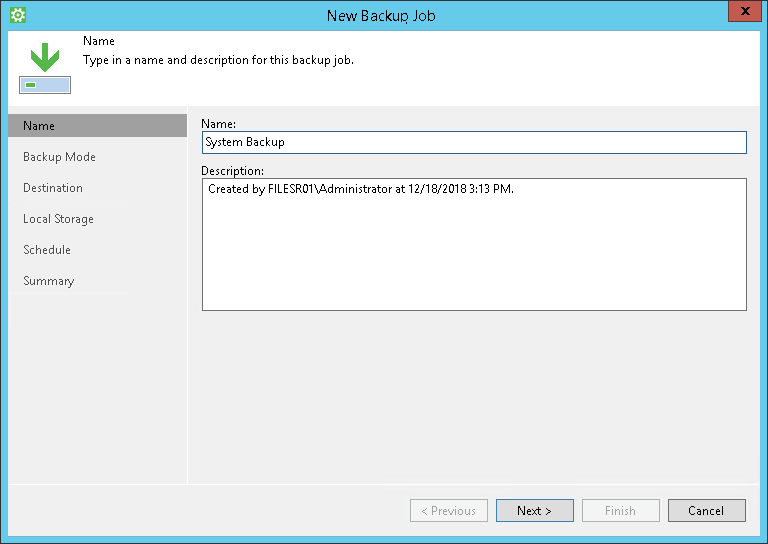 New Backup Job
X
Name
Type in a name and description for this backup job.
Name
Backup Mode
Destination
Local Storage
Schedule
Summary
Name:
System Backup
Description:
Created by FILESR01\Administrator at 12/18/2018 3:13 PM.
< Previous
Next >
Finish
Cancel